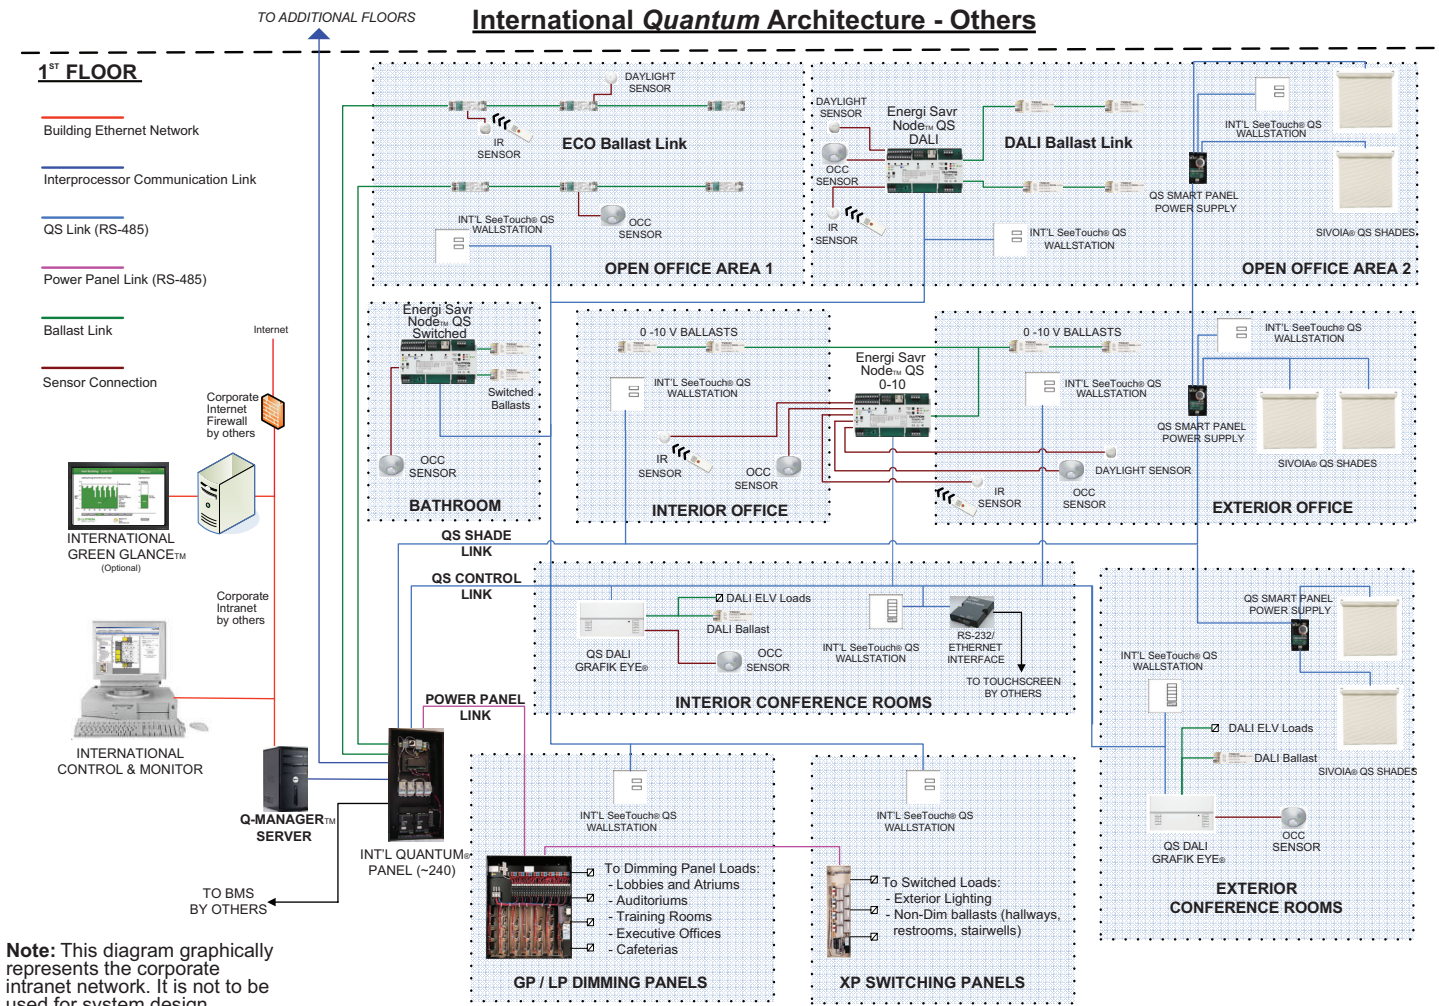 TO ADDITIONAL FLOORS
International Quantum Architecture - Others
1ST FLOOR
Building Ethernet Network
Interprocessor Communication Link
QS Link (RS-485)
Power Panel Link (RS-485)
Ballast Link
Sensor Connection
Internet
Corporate
Internet
Firewall
by others
INTERNATIONAL
GREEN GLANCE™
(Optional)
Corporate
Intranet
by others
INTERNATIONAL
CONTROL & MONITOR
Q-MANAGER™
SERVER
TO BMS
BY OTHERS
INT'L QUANTUM®
PANEL (~240)
Note: This diagram graphically
represents the corporate
intranet network. It is not to be
used for system design
DAYLIGHT
SENSOR
IR
SENSOR
ECO Ballast Link
OCC
SENSOR
INT'L SeeTouch® QS
WALLSTATION
OPEN OFFICE AREA 1
DAYLIGHT
SENSOR
OCC
SENSOR
IR
SENSOR
Energi Savr
Node™ QS
DALI
DALI Ballast Link
INT'L SeeTouch® QS
WALLSTATION
INT'L SeeTouch® QS
WALLSTATION
QS SMART PANEL
POWER SUPPLY
SIVOIA® QS SHADES
OPEN OFFICE AREA 2
Energi Savr
Node™ QS
Switched
Switched
Ballasts
OCC
SENSOR
BATHROOM
0 -10 V BALLASTS
INT'L SeeTouch® QS
WALLSTATION
IR
SENSOR
OCC
SENSOR
INTERIOR OFFICE
Energi Savr
Node™ QS
0-10
0 -10 V BALLASTS
INT'L SeeTouch® QS
WALLSTATION
INT'L SeeTouch® QS
WALLSTATION
QS SMART PANEL
POWER SUPPLY
SIVOIA® QS SHADES
DAYLIGHT SENSOR
IR
SENSOR
OCC
SENSOR
EXTERIOR OFFICE
QS SHADE
LINK
QS CONTROL
LINK
POWER PANEL
LINK
DALI ELV Loads
DALI Ballast
QS DALI
GRAFIK EYE®
OCC
SENSOR
INT'L SeeTouch® QS
WALLSTATION
RS-232/
ETHERNET
INTERFACE
TO TOUCHSCREEN
BY OTHERS
INTERIOR CONFERENCE ROOMS
QS SMART PANEL
POWER SUPPLY
INT'L SeeTouch® QS
WALLSTATION
DALI ELV Loads
DALI Ballast
SIVOIA® QS SHADES
QS DALI
GRAFIK EYE®
OCC
SENSOR
EXTERIOR
CONFERENCE ROOMS
INT'L SeeTouch® QS
WALLSTATION
To Dimming Panel Loads:
- Lobbies and Atriums
- Auditoriums
- Training Rooms
- Executive Offices
- Cafeterias
GP / LP DIMMING PANELS
INT'L SeeTouch® QS
WALLSTATION
To Switched Loads:
- Exterior Lighting
- Non-Dim ballasts (hallways,
restrooms, stairwells)
XP SWITCHING PANELS